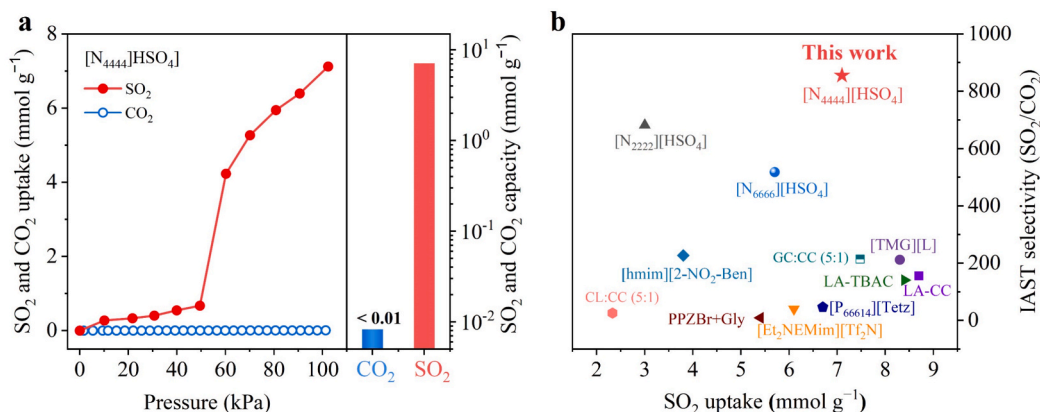 a
SO₂ and CO₂ uptake (mmol g⁻¹)
8
6
4
2
0
[N₄₄₄₄]HSO₄]
SO₂
CO₂
0 20 40 60 80 100
Pressure (kPa)
< 0.01
CO₂ SO₂
SO₂ and CO₂ capacity (mmol g⁻¹)
10¹
10⁰
10⁻¹
10⁻²
b
This work
[N₄₄₄₄][HSO₄]
[N₂₂₂₂][HSO₄]
[N₆₆₆₆][HSO₄]
[TMG][L]
GC:CC (5:1)
[hmim][2-NO₂-Ben]
LA-TBAC
LA-CC
CL:CC (5:1)
[P₆₆₆₁₄][Tetz]
PPZBr+Gly
[Et₂NEMim][Tf₂N]
1000
800
600
400
200
0
IAST selectivity (SO₂/CO₂)
2 3 4 5 6 7 8 9
SO₂ uptake (mmol g⁻¹)